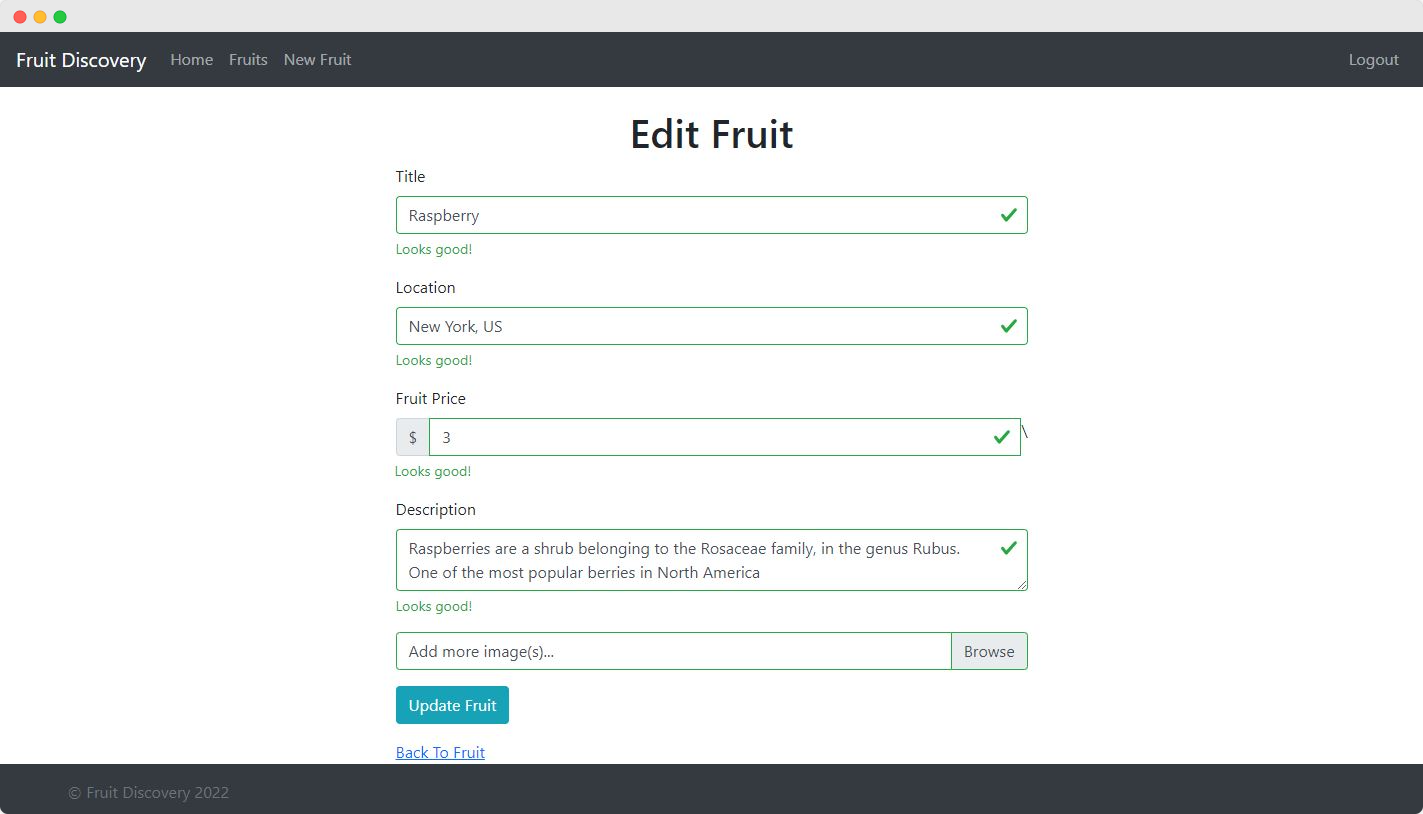 Fruit Discovery Home Fruits New Fruit Logout
Edit Fruit
Title
Raspberry
Looks good!
Location
New York, US
Looks good!
Fruit Price
$ 3 \
Looks good!
Description
Raspberries are a shrub belonging to the Rosaceae family, in the genus Rubus.
One of the most popular berries in North America
Looks good!
Add more image(s)... Browse
Update Fruit
Back To Fruit
© Fruit Discovery 2022